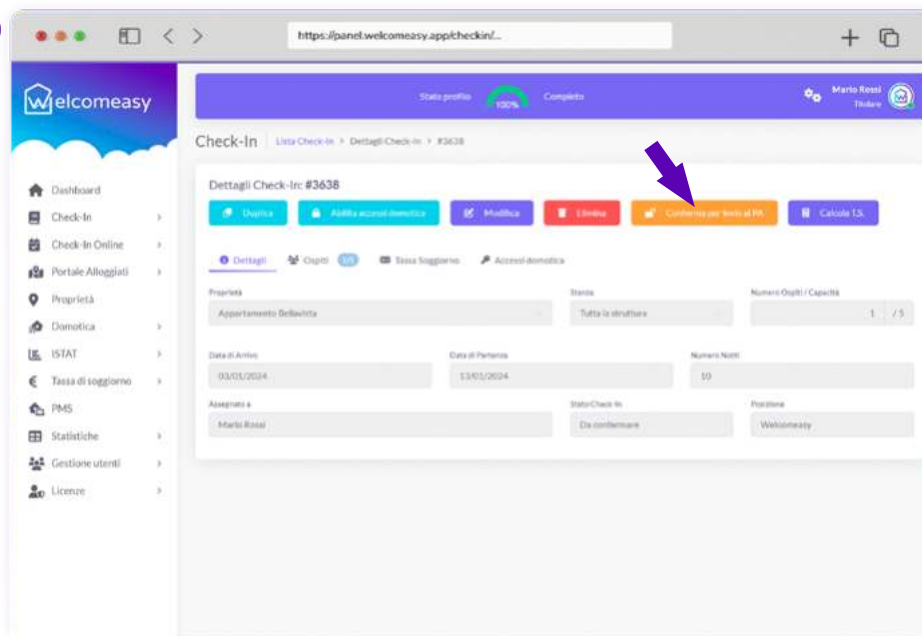 https://panel.welcomeasy.app/checkin/...
Welcomeasy
Stato profilo 100% Completo
Mario Rossi
Titolare
Check-In Lista Check-In > Dettagli Check-In > #3638
Dettagli Check-In: #3638
Duplica Abilita accessi domotica Modifica Elimina Conferma per invio al PA Calcola T.S.
Dettagli Ospiti 1/5 Tassa Soggiorno Accessi domotica
Proprietà Stanza Numero Ospiti / Capacità
Appartamento Bellavista Tutta la struttura 1 / 5
Data di Arrivo Data di Partenza Numero Notti
03/01/2024 13/01/2024 10
Assegnato a Stato Check-In Posizione
Mario Rossi Da confermare Welcomeasy
Dashboard
Check-In
Check-In Online
Portale Alloggiati
Proprietà
Domotica
ISTAT
Tassa di soggiorno
PMS
Statistiche
Gestione utenti
Licenze